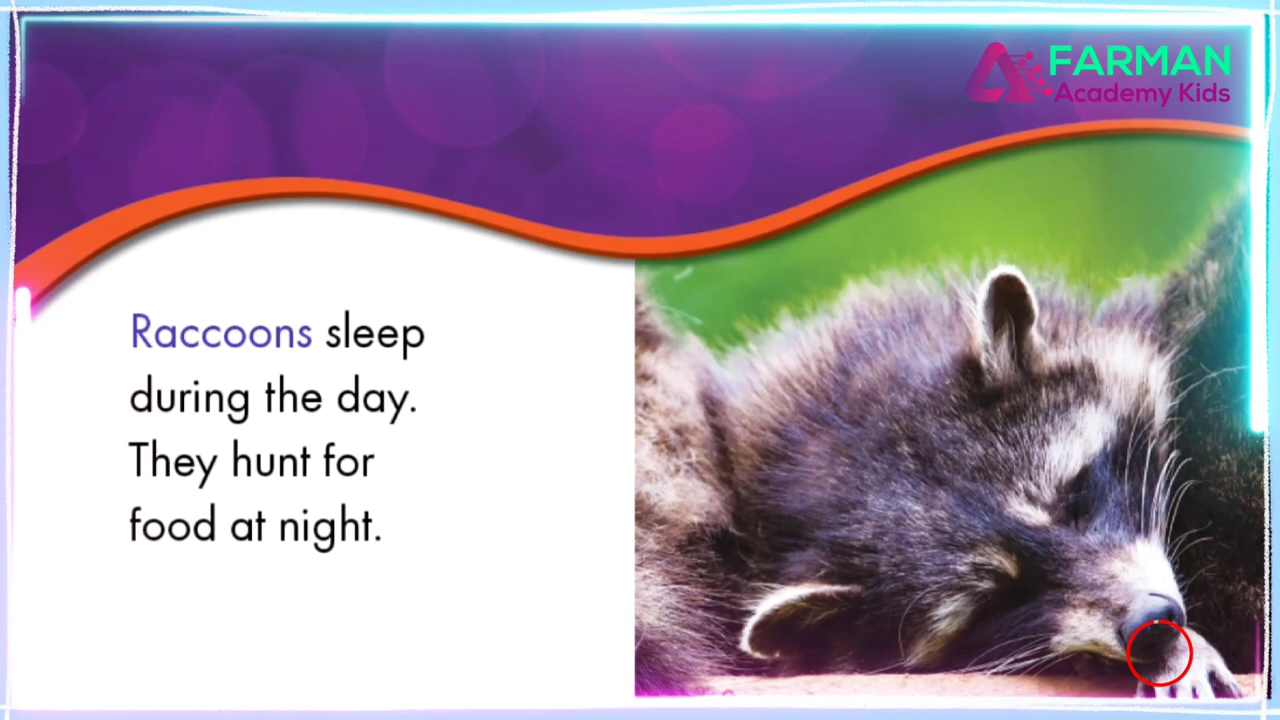 FARMAN
Academy Kids
Raccoons sleep
during the day.
They hunt for
food at night.